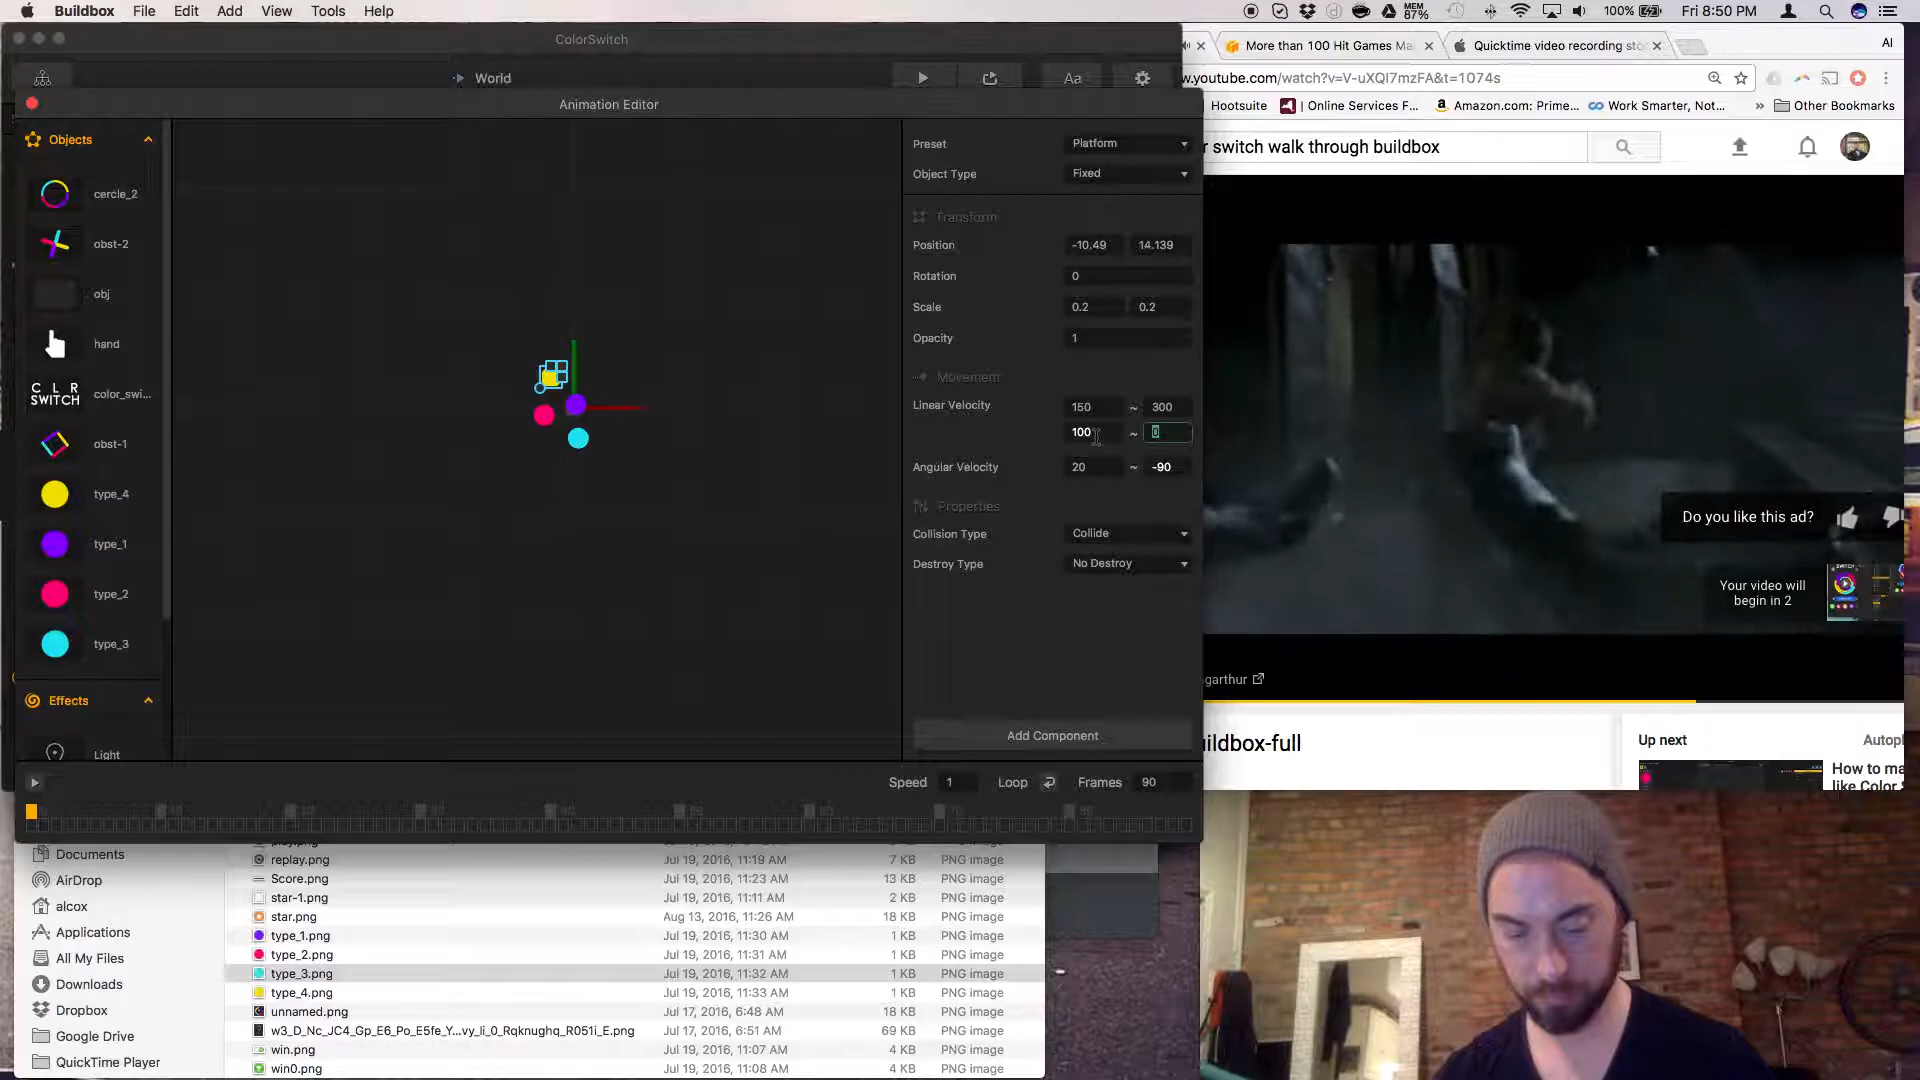 Buildbox File Edit Add View Tools Help
MEM
87%
100%
Fri 8:50 PM
ColorSwitch
More than 100 Hit Games Ma
Quicktime video recording sto
Al
World
Aa
w.youtube.com/watch?v=V-uXQI7mzFA&t=1074s
Animation Editor
Hootsuite
| Online Services F...
Amazon.com: Prime...
Work Smarter, Not...
»
Other Bookmarks
Objects
Preset
Platform
r switch walk through buildbox
Object Type
Fixed
cercle_2
Transform
obst-2
Position
-10.49
14.139
Rotation
0
obj
Scale
0.2
0.2
Opacity
1
hand
Movement
C L R
SWITCH
color_swi...
Linear Velocity
150
~
300
100
~
0
obst-1
Angular Velocity
20
~
-90
type_4
Properties
Do you like this ad?
type_1
Collision Type
Collide
Destroy Type
No Destroy
type_2
Your video will
begin in 2
type_3
garthur
Effects
Add Component
ildbox-full
Up next
Autopl
Light
How to ma
like Color S
Speed
1
Loop
Frames
90
Documents
replay.png
Jul 19, 2016, 11:19 AM
7 KB
PNG image
AirDrop
Score.png
Jul 19, 2016, 11:23 AM
13 KB
PNG image
alcox
star-1.png
Jul 19, 2016, 11:11 AM
2 KB
PNG image
star.png
Aug 13, 2016, 11:26 AM
18 KB
PNG image
Applications
type_1.png
Jul 19, 2016, 11:30 AM
1 KB
PNG image
All My Files
type_2.png
Jul 19, 2016, 11:31 AM
1 KB
PNG image
type_3.png
Jul 19, 2016, 11:32 AM
1 KB
PNG image
Downloads
type_4.png
Jul 19, 2016, 11:33 AM
1 KB
PNG image
Dropbox
unnamed.png
Jul 17, 2016, 6:48 AM
18 KB
PNG image
Google Drive
w3_D_Nc_JC4_Gp_E6_Po_E5fe_Y...vy_li_0_Rqknughq_R051i_E.png
Jul 17, 2016, 6:51 AM
69 KB
PNG image
win.png
Jul 19, 2016, 11:07 AM
4 KB
PNG image
QuickTime Player
win0.png
Jul 19, 2016, 11:08 AM
4 KB
PNG image